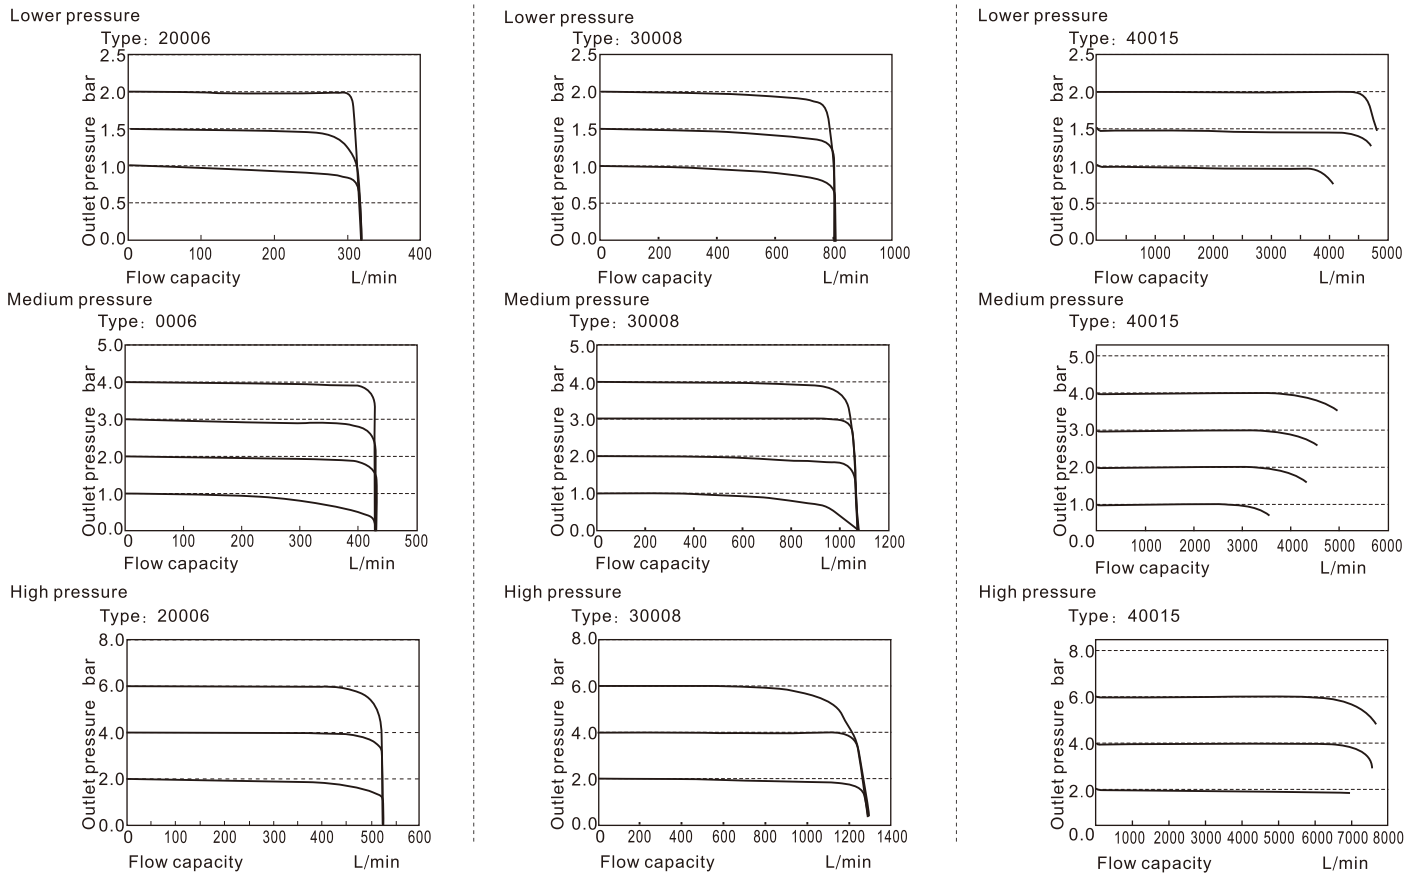 Lower pressure
Type: 20006
Outlet pressure bar
2.5
2.0
1.5
1.0
0.5
0.0
0 100 200 300 400
Flow capacity L/min
Lower pressure
Type: 30008
Outlet pressure bar
2.5
2.0
1.5
1.0
0.5
0.0
0 200 400 600 800 1000
Flow capacity L/min
Lower pressure
Type: 40015
Outlet pressure bar
2.5
2.0
1.5
1.0
0.5
0.0
1000 2000 3000 4000 5000
Flow capacity L/min
Medium pressure
Type: 0006
Outlet pressure bar
5.0
4.0
3.0
2.0
1.0
0.0
0 100 200 300 400 500
Flow capacity L/min
Medium pressure
Type: 30008
Outlet pressure bar
5.0
4.0
3.0
2.0
1.0
0.0
0 200 400 600 800 1000 1200
Flow capacity L/min
Medium pressure
Type: 40015
Outlet pressure bar
5.0
4.0
3.0
2.0
1.0
0.0
1000 2000 3000 4000 5000 6000
Flow capacity L/min
High pressure
Type: 20006
Outlet pressure bar
8.0
6.0
4.0
2.0
0.0
0 100 200 300 400 500 600
Flow capacity L/min
High pressure
Type: 30008
Outlet pressure bar
8.0
6.0
4.0
2.0
0.0
0 200 400 600 800 1000 1200 1400
Flow capacity L/min
High pressure
Type: 40015
Outlet pressure bar
8.0
6.0
4.0
2.0
0.0
1000 2000 3000 4000 5000 6000 7000 8000
Flow capacity L/min